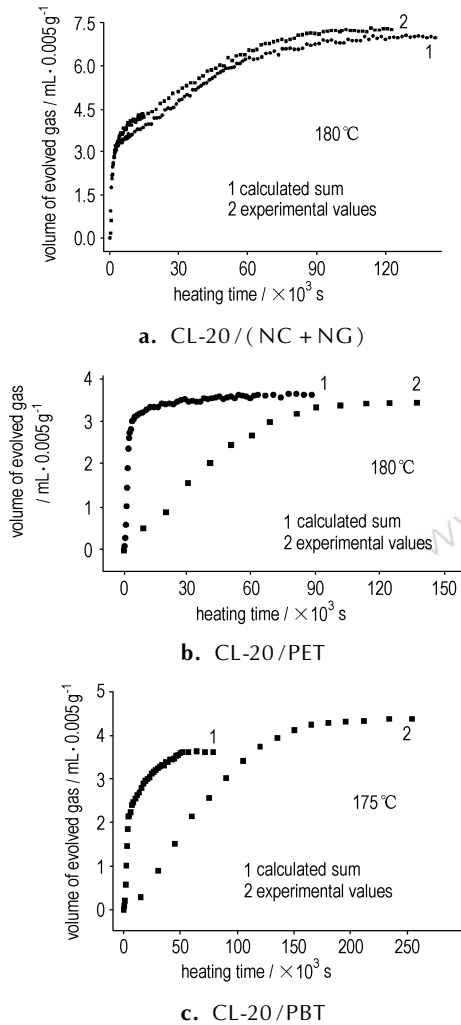 7.5
6.0
4.5
3.0
1.5
0.0
volume of evolved gas / mL·0.005g⁻¹
2
1
180℃
1 calculated sum
2 experimental values
0 30 60 90 120
heating time / ×10³ s
a. CL-20/(NC + NG)
4
3
2
1
0
volume of evolved gas
/ mL·0.005g⁻¹
1 2
180℃
1 calculated sum
2 experimental values
0 30 60 90 120 150
heating time / ×10³ s
b. CL-20/PET
5
4
3
2
1
0
volume of evolved gas / mL·0.005g⁻¹
1 2
175℃
1 calculated sum
2 experimental values
0 50 100 150 200 250
heating time / ×10³ s
c. CL-20/PBT